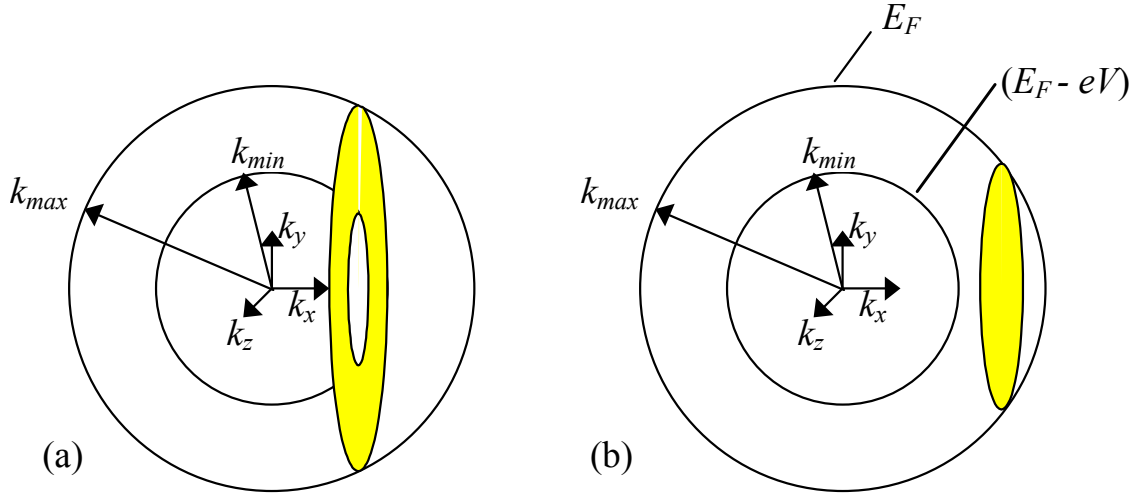 E_F
(E_F - eV)
k_min
k_max
k_y
k_x
k_z
(a)
k_min
k_max
k_y
k_x
k_z
(b)